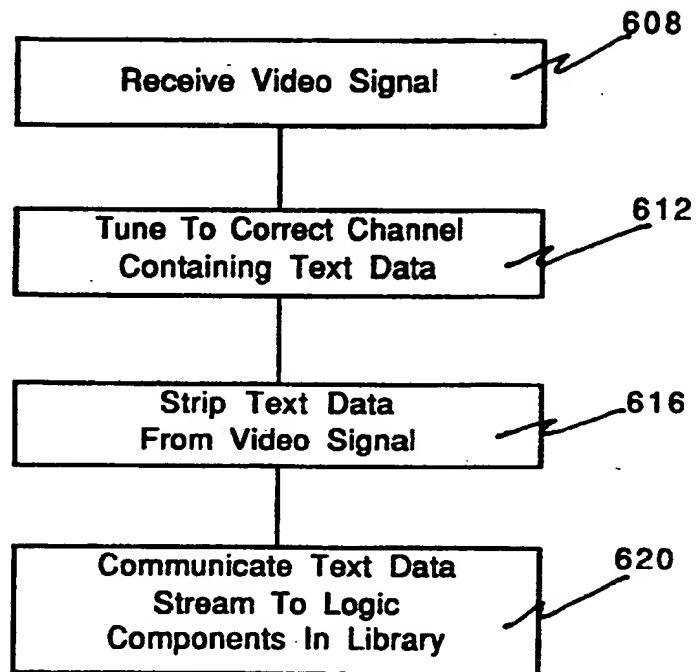 608
Receive Video Signal
612
Tune To Correct Channel
Containing Text Data
616
Strip Text Data
From Video Signal
620
Communicate Text Data
Stream To Logic
Components In Library